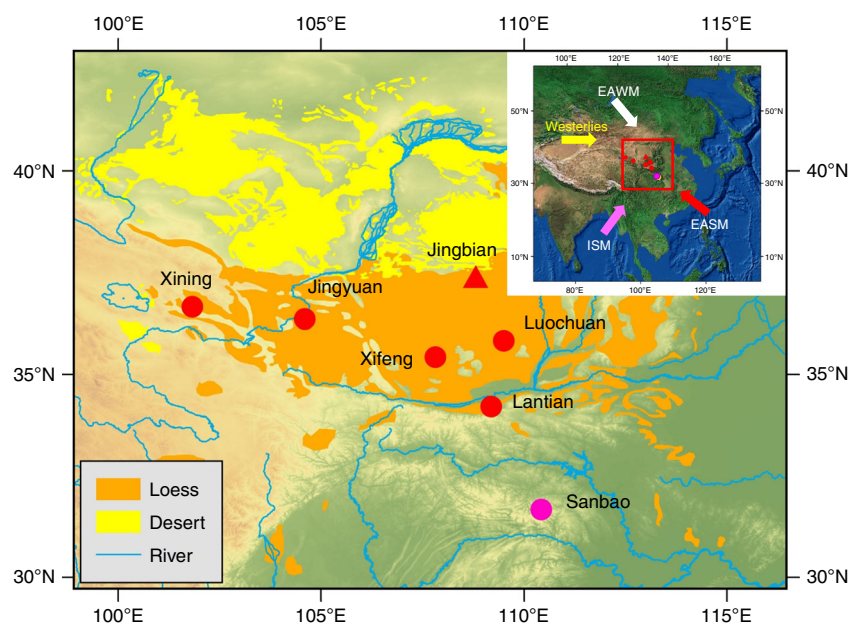 100°E 105°E 110°E 115°E
100°E 120°E 140°E 160°E
EAWM
50°N 50°N
Westerlies
40°N 40°N
30°N 30°N
Jingbian
EASM
ISM
10°N 10°N
80°E 100°E 120°E
Xining
Jingyuan
Luochuan
Xifeng
35°N 35°N
Lantian
Loess
Desert
River
Sanbao
30°N 30°N
100°E 105°E 110°E 115°E